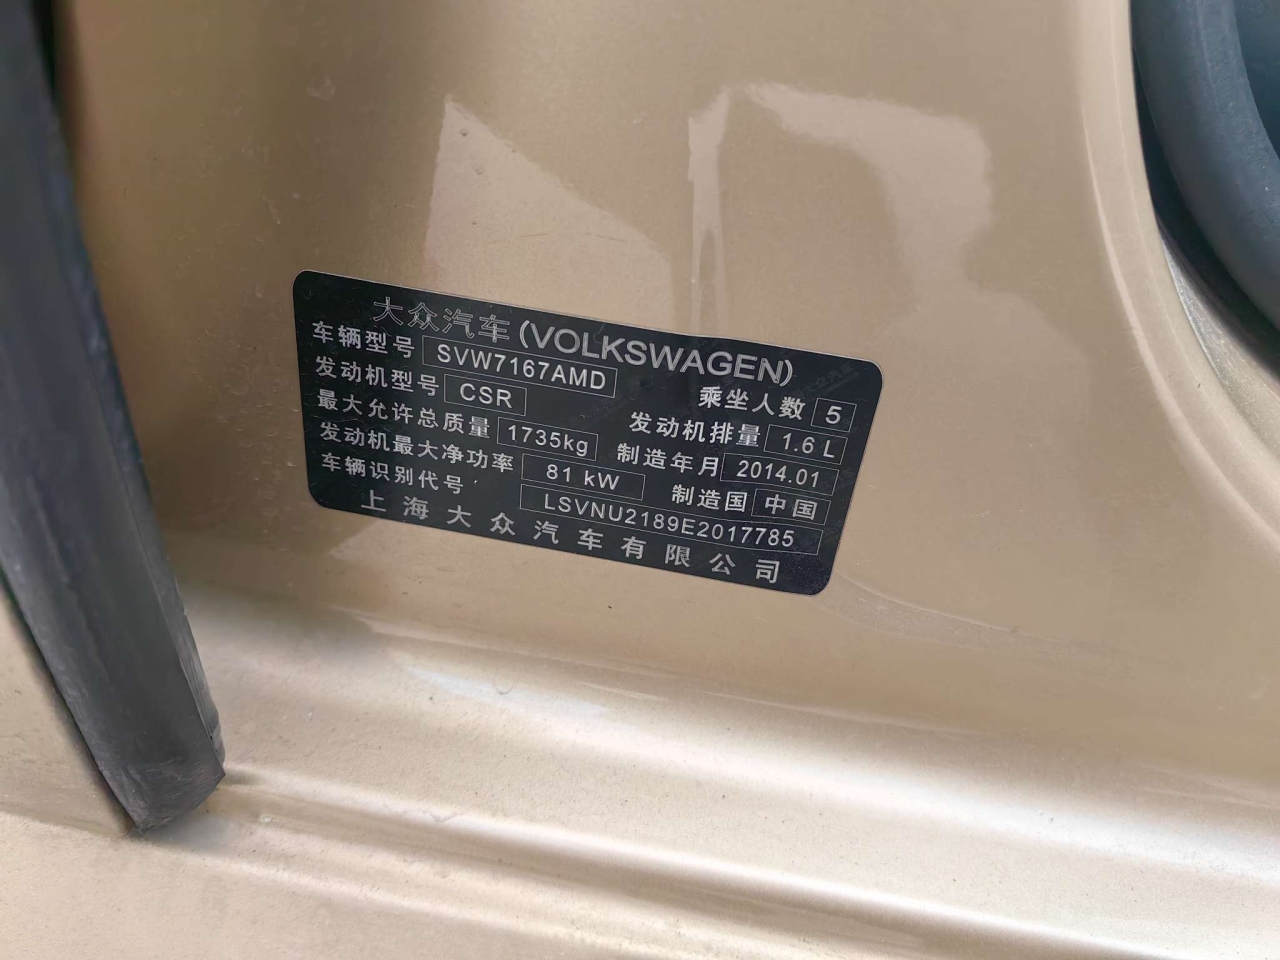 大众汽车(VOLKSWAGEN)
车辆型号 SVW7167AMD 乘坐人数 5
发动机型号 CSR 发动机排量 1.6 L
最大允许总质量 1735kg 制造年月 2014.01
发动机最大净功率 81 kW 制造国 中国
车辆识别代号 LSVNU2189E2017785
上海大众汽车有限公司